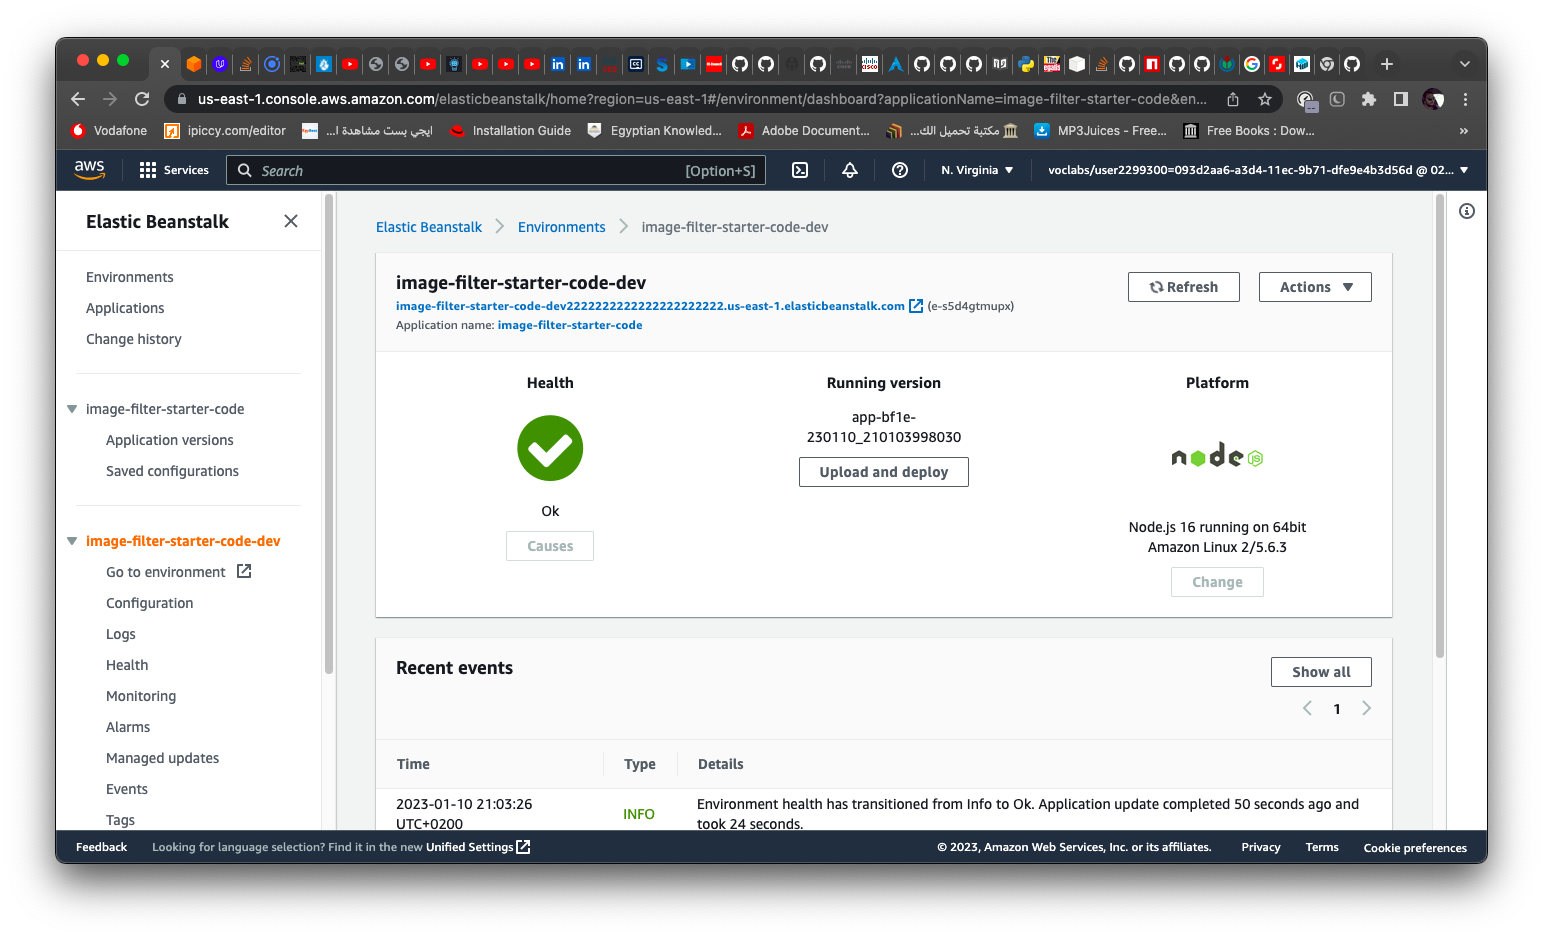 us-east-1.console.aws.amazon.com/elasticbeanstalk/home?region=us-east-1#/environment/dashboard?applicationName=image-filter-starter-code&en...
Vodafone
ipiccy.com/editor
ايجي بست مشاهدة ا...
Installation Guide
Egyptian Knowled...
Adobe Document...
مكتبة تحميل الك...
MP3Juices - Free...
Free Books : Dow...
»
aws
Services
Search
[Option+S]
N. Virginia
voclabs/user2299300=093d2aa6-a3d4-11ec-9b71-dfe9e4b3d56d @ 02...
Elastic Beanstalk
Environments
Applications
Change history
image-filter-starter-code
Application versions
Saved configurations
image-filter-starter-code-dev
Go to environment
Configuration
Logs
Health
Monitoring
Alarms
Managed updates
Events
Tags
Elastic Beanstalk > Environments > image-filter-starter-code-dev
image-filter-starter-code-dev
Refresh
Actions
(e-s5d4gtmupx)
Application name: image-filter-starter-code
Health
Ok
Causes
Running version
app-bf1e-
230110_210103998030
Upload and deploy
Platform
node JS
Node.js 16 running on 64bit
Amazon Linux 2/5.6.3
Change
Recent events
Show all
1
Time Type Details
2023-01-10 21:03:26
UTC+0200
INFO
Environment health has transitioned from Info to Ok. Application update completed 50 seconds ago and
took 24 seconds.
Feedback
Looking for language selection? Find it in the new Unified Settings
© 2023, Amazon Web Services, Inc. or its affiliates.
Privacy
Terms
Cookie preferences